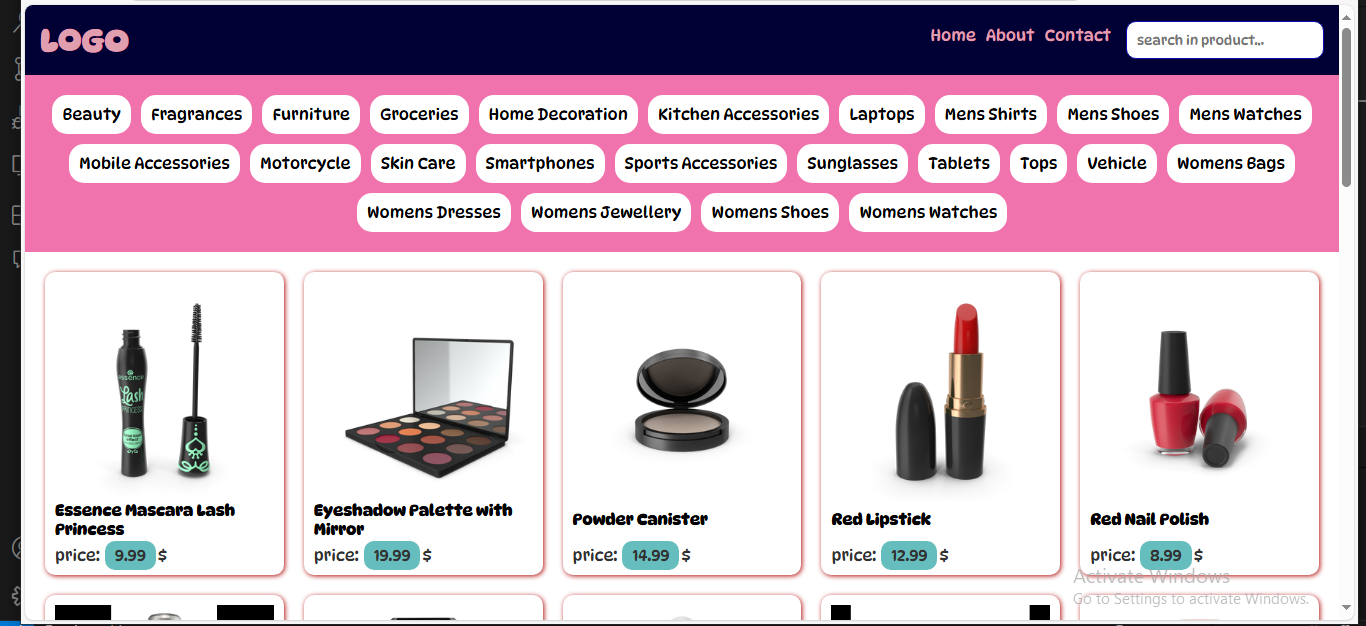 LOGO
Home About Contact
search in product...
Beauty Fragrances Furniture Groceries Home Decoration Kitchen Accessories Laptops Mens Shirts Mens Shoes Mens Watches
Mobile Accessories Motorcycle Skin Care Smartphones Sports Accessories Sunglasses Tablets Tops Vehicle Womens Bags
Womens Dresses Womens Jewellery Womens Shoes Womens Watches
essence
Lash
PRINCESS
Essence Mascara Lash
Princess
price: 9.99 $
Eyeshadow Palette with
Mirror
price: 19.99 $
Powder Canister
price: 14.99 $
Red Lipstick
price: 12.99 $
Red Nail Polish
price: 8.99 $
Activate Windows
Go to Settings to activate Windows.